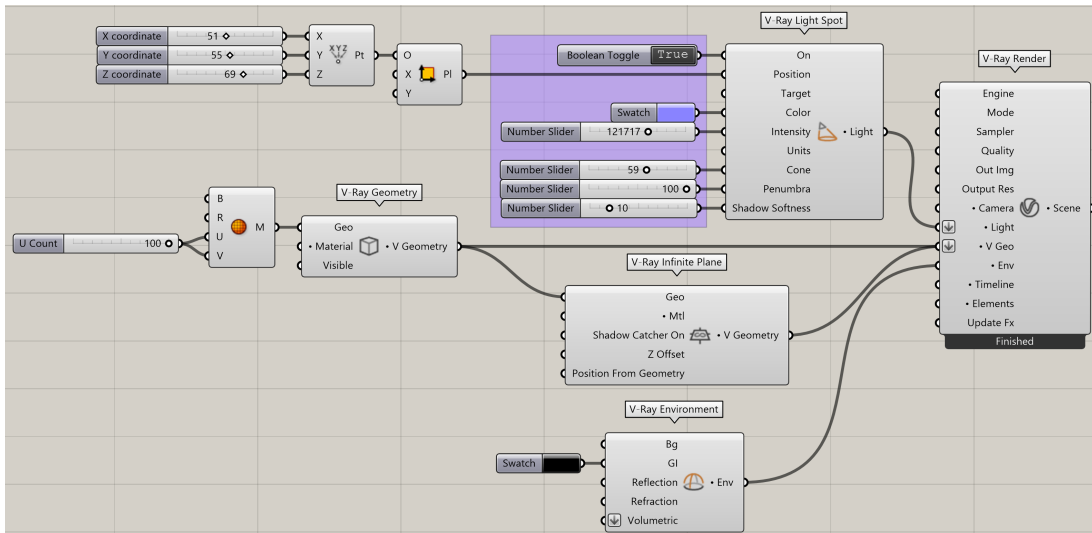 V-Ray Light Spot
X coordinate 51
Y coordinate 55
Z coordinate 69
X
Y
Z
XYZ
Pt
O
X
Y
Pl
Boolean Toggle True
Swatch
Number Slider 121717
Number Slider 59
Number Slider 100
Number Slider 10
On
Position
Target
Color
Intensity
Units
Cone
Penumbra
Shadow Softness
• Light
V-Ray Render
Engine
Mode
Sampler
Quality
Out Img
Output Res
• Camera
• Light
• V Geo
• Env
• Timeline
• Elements
Update Fx
• Scene
Finished
U Count 100
B
R
U
V
M
V-Ray Geometry
Geo
• Material
Visible
• V Geometry
V-Ray Infinite Plane
Geo
• Mtl
Shadow Catcher On
Z Offset
Position From Geometry
• V Geometry
V-Ray Environment
Swatch
Bg
GI
Reflection
Refraction
Volumetric
• Env